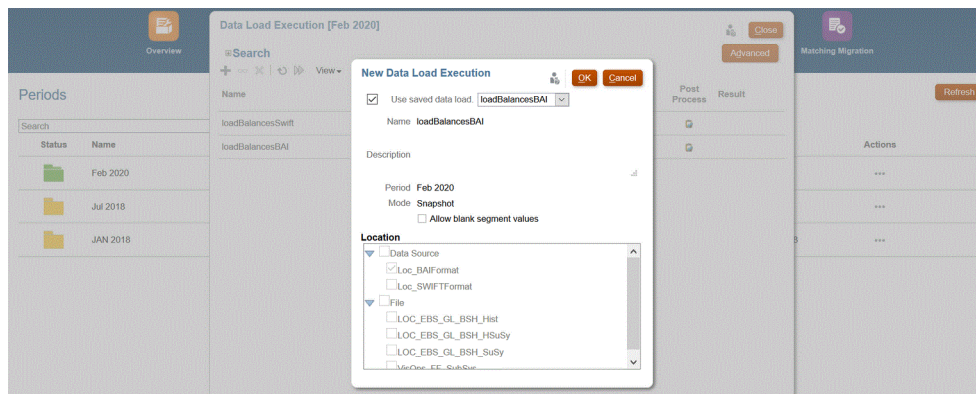 Data Load Execution [Feb 2020]
Close
Overview
Search
Advanced
Matching Migration
View
Periods
Name
Post Process
Result
Refresh
New Data Load Execution
OK
Cancel
Use saved data load.
loadBalancesBAI
Name loadBalancesBAI
Description
Period Feb 2020
Mode Snapshot
Allow blank segment values
Location
Data Source
Loc_BAIFormat
Loc_SWIFTFormat
File
LOC_EBS_GL_BSH_Hist
LOC_EBS_GL_BSH_HSuSy
LOC_EBS_GL_BSH_SuSy
VisOps_EF_SubSys
loadBalancesSwift
loadBalancesBAI
Search
Status
Name
Actions
Feb 2020
Jul 2018
JAN 2018
8